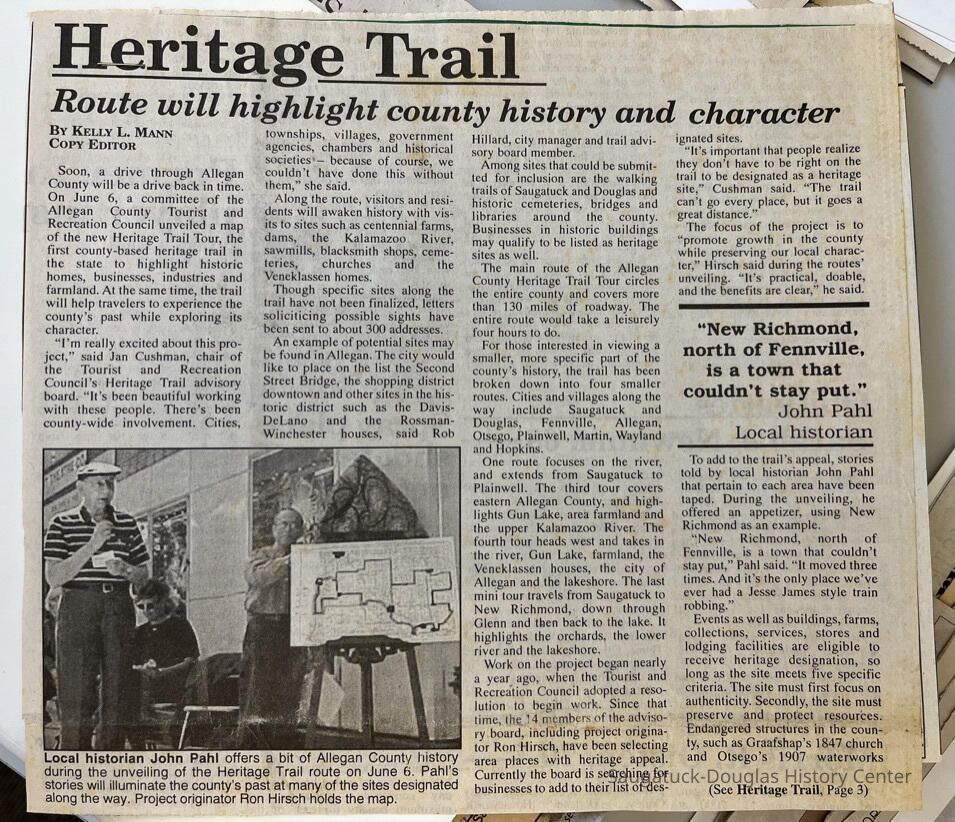 Heritage Trail
Route will highlight county history and character
BY KELLY L. MANN
COPY EDITOR
Soon, a drive through Allegan
County will be a drive back in time.
On June 6, a committee of the
Allegan County Tourist and
Recreation Council unveiled a map
of the new Heritage Trail Tour, the
first county-based heritage trail in
the state to highlight historic
homes, businesses, industries and
farmland. At the same time, the trail
will help travelers to experience the
county's past while exploring its
character.
"I'm really excited about this pro-
ject," said Jan Cushman, chair of
the Tourist and Recreation
Council's Heritage Trail advisory
board. "It's been beautiful working
with these people. There's been
county-wide involvement. Cities,
townships, villages, government
agencies, chambers and historical
societies – because of course, we
couldn't have done this without
them," she said.
Along the route, visitors and resi-
dents will awaken history with vis-
its to sites such as centennial farms,
dams, the Kalamazoo River,
sawmills, blacksmith shops, ceme-
teries, churches and the
Veneklassen homes.
Though specific sites along the
trail have not been finalized, letters
soliciticing possible sights have
been sent to about 300 addresses.
An example of potential sites may
be found in Allegan. The city would
like to place on the list the Second
Street Bridge, the shopping district
downtown and other sites in the his-
toric district such as the Davis-
DeLano and the Rossman-
Winchester houses, said Rob
Hillard, city manager and trail advi-
sory board member.
Among sites that could be submit-
ted for inclusion are the walking
trails of Saugatuck and Douglas and
historic cemeteries, bridges and
libraries around the county.
Businesses in historic buildings
may qualify to be listed as heritage
sites as well.
The main route of the Allegan
County Heritage Trail Tour circles
the entire county and covers more
than 130 miles of roadway. The
entire route would take a leisurely
four hours to do.
For those interested in viewing a
smaller, more specific part of the
county's history, the trail has been
broken down into four smaller
routes. Cities and villages along the
way include Saugatuck and
Douglas, Fennville, Allegan,
Otsego, Plainwell, Martin, Wayland
and Hopkins.
One route focuses on the river,
and extends from Saugatuck to
Plainwell. The third tour covers
eastern Allegan County, and high-
lights Gun Lake, area farmland and
the upper Kalamazoo River. The
fourth tour heads west and takes in
the river, Gun Lake, farmland, the
Veneklassen houses, the city of
Allegan and the lakeshore. The last
mini tour travels from Saugatuck to
New Richmond, down through
Glenn and then back to the lake. It
highlights the orchards, the lower
river and the lakeshore.
Work on the project began nearly
a year ago, when the Tourist and
Recreation Council adopted a reso-
lution to begin work. Since that
time, the 14 members of the adviso-
ry board, including project origina-
tor Ron Hirsch, have been selecting
area places with heritage appeal.
Currently the board is searching for
businesses to add to their list of des-
ignated sites.
"It's important that people realize
they don't have to be right on the
trail to be designated as a heritage
site," Cushman said. "The trail
can't go every place, but it goes a
great distance."
The focus of the project is to
"promote growth in the county
while preserving our local charac-
ter," Hirsch said during the routes'
unveiling. "It's practical, doable,
and the benefits are clear," he said.
"New Richmond,
north of Fennville,
is a town that
couldn't stay put."
John Pahl
Local historian
To add to the trail's appeal, stories
told by local historian John Pahl
that pertain to each area have been
taped. During the unveiling, he
offered an appetizer, using New
Richmond as an example.
"New Richmond, north of
Fennville, is a town that couldn't
stay put," Pahl said. "It moved three
times. And it's the only place we've
ever had a Jesse James style train
robbing."
Events as well as buildings, farms,
collections, services, stores and
lodging facilities are eligible to
receive heritage designation, so
long as the site meets five specific
criteria. The site must first focus on
authenticity. Secondly, the site must
preserve and protect resources.
Endangered structures in the coun-
ty, such as Graafshap's 1847 church
and Otsego's 1907 waterworks
(See Heritage Trail, Page 3)
Local historian John Pahl offers a bit of Allegan County history
during the unveiling of the Heritage Trail route on June 6. Pahl's
stories will illuminate the county's past at many of the sites designated
along the way. Project originator Ron Hirsch holds the map.
Saugatuck-Douglas History Center